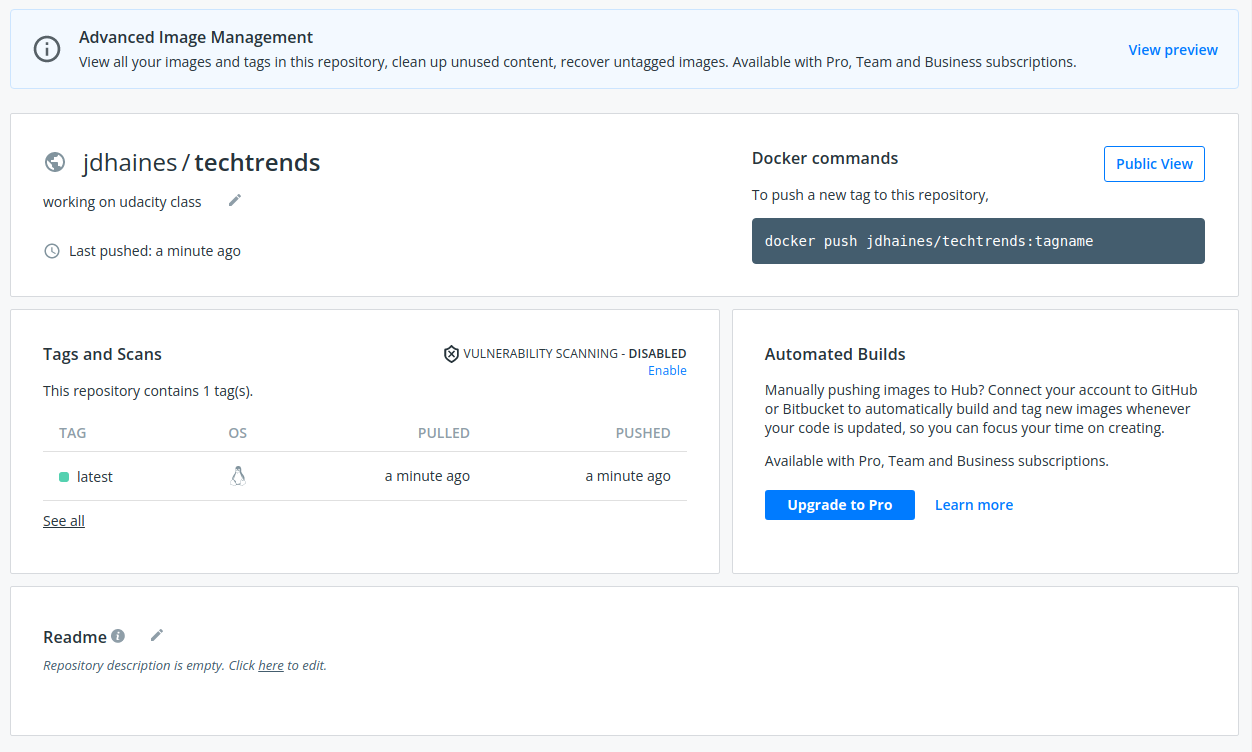 Advanced Image Management
View all your images and tags in this repository, clean up unused content, recover untagged images. Available with Pro, Team and Business subscriptions.
View preview
jdhaines / techtrends
working on udacity class
Last pushed: a minute ago
Docker commands
Public View
To push a new tag to this repository,
docker push jdhaines/techtrends:tagname
Tags and Scans
VULNERABILITY SCANNING - DISABLED
Enable
This repository contains 1 tag(s).
TAG OS PULLED PUSHED
latest a minute ago a minute ago
See all
Automated Builds
Manually pushing images to Hub? Connect your account to GitHub
or Bitbucket to automatically build and tag new images whenever
your code is updated, so you can focus your time on creating.
Available with Pro, Team and Business subscriptions.
Upgrade to Pro Learn more
Readme
Repository description is empty. Click here to edit.